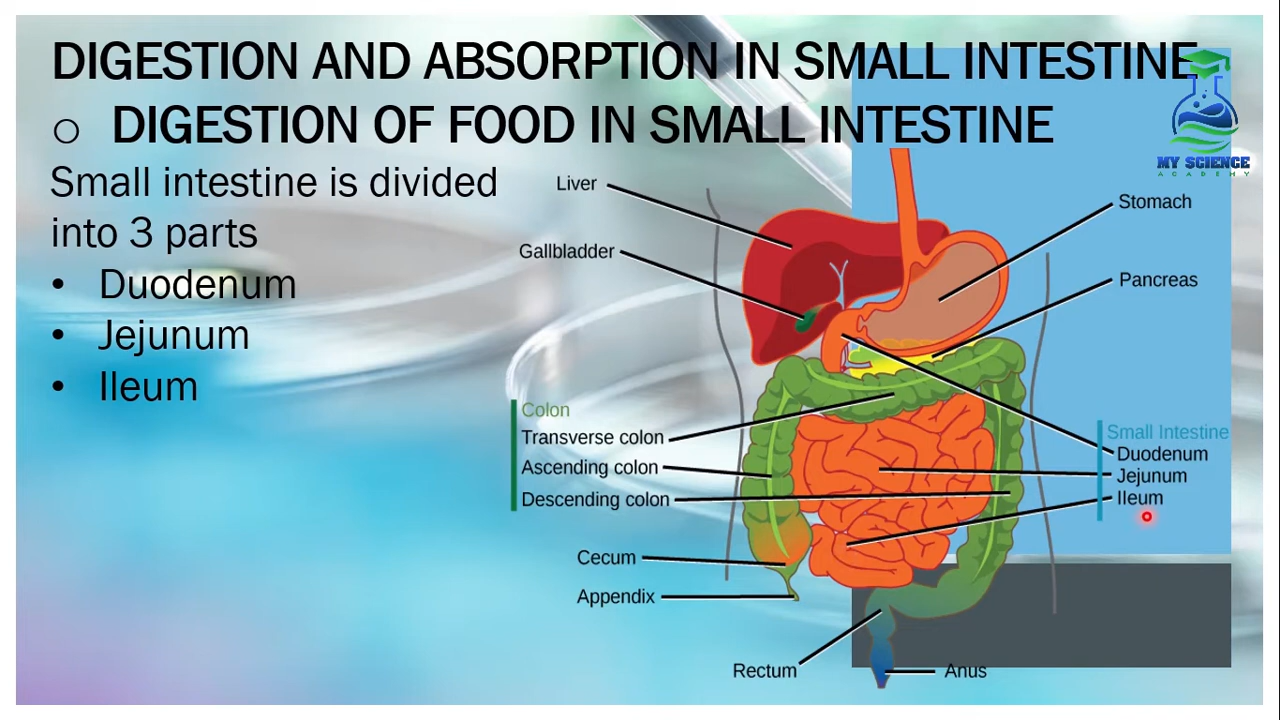 DIGESTION AND ABSORPTION IN SMALL INTESTINE
o DIGESTION OF FOOD IN SMALL INTESTINE
Small intestine is divided
into 3 parts
• Duodenum
• Jejunum
• Ileum
MY SCIENCE
ACADEMY
Liver
Gallbladder
Stomach
Pancreas
Colon
Transverse colon
Ascending colon
Descending colon
Small Intestine
Duodenum
Jejunum
Ileum
Cecum
Appendix
Rectum
Anus